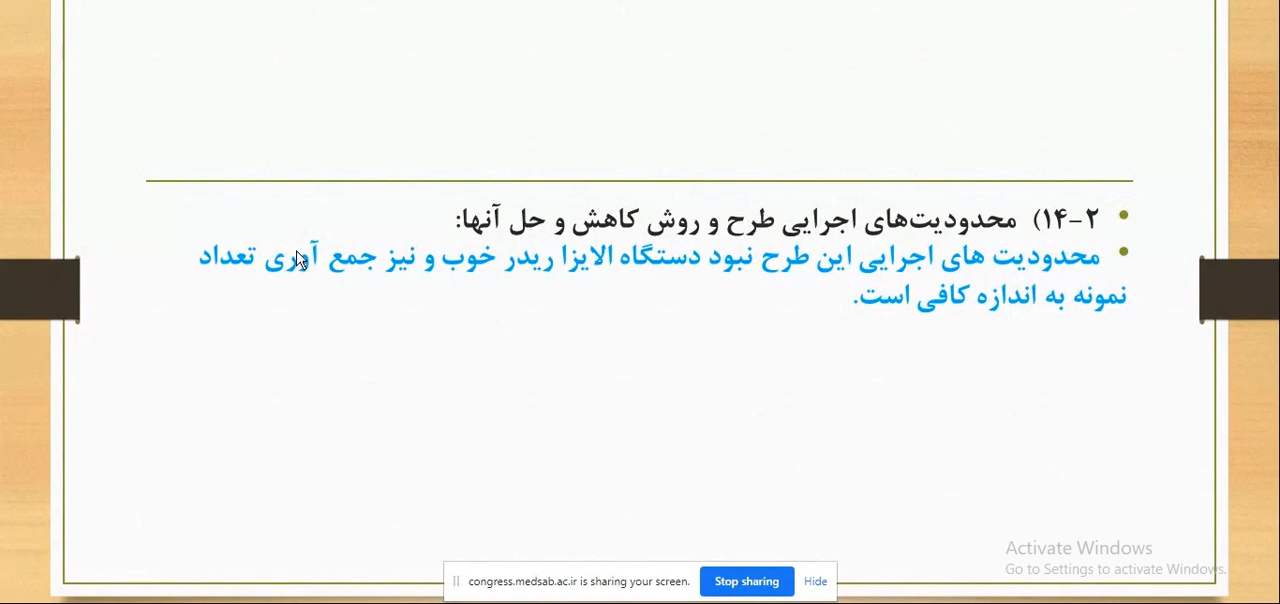 ۱۴-۲) محدودیت‌های اجرایی طرح و روش کاهش و حل آنها:
محدودیت های اجرایی این طرح نبود دستگاه الایزا ریدر خوب و نیز جمع آوری تعداد
نمونه به اندازه کافی است.
Activate Windows
Go to Settings to activate Windows.
congress.medsab.ac.ir is sharing your screen. Stop sharing Hide